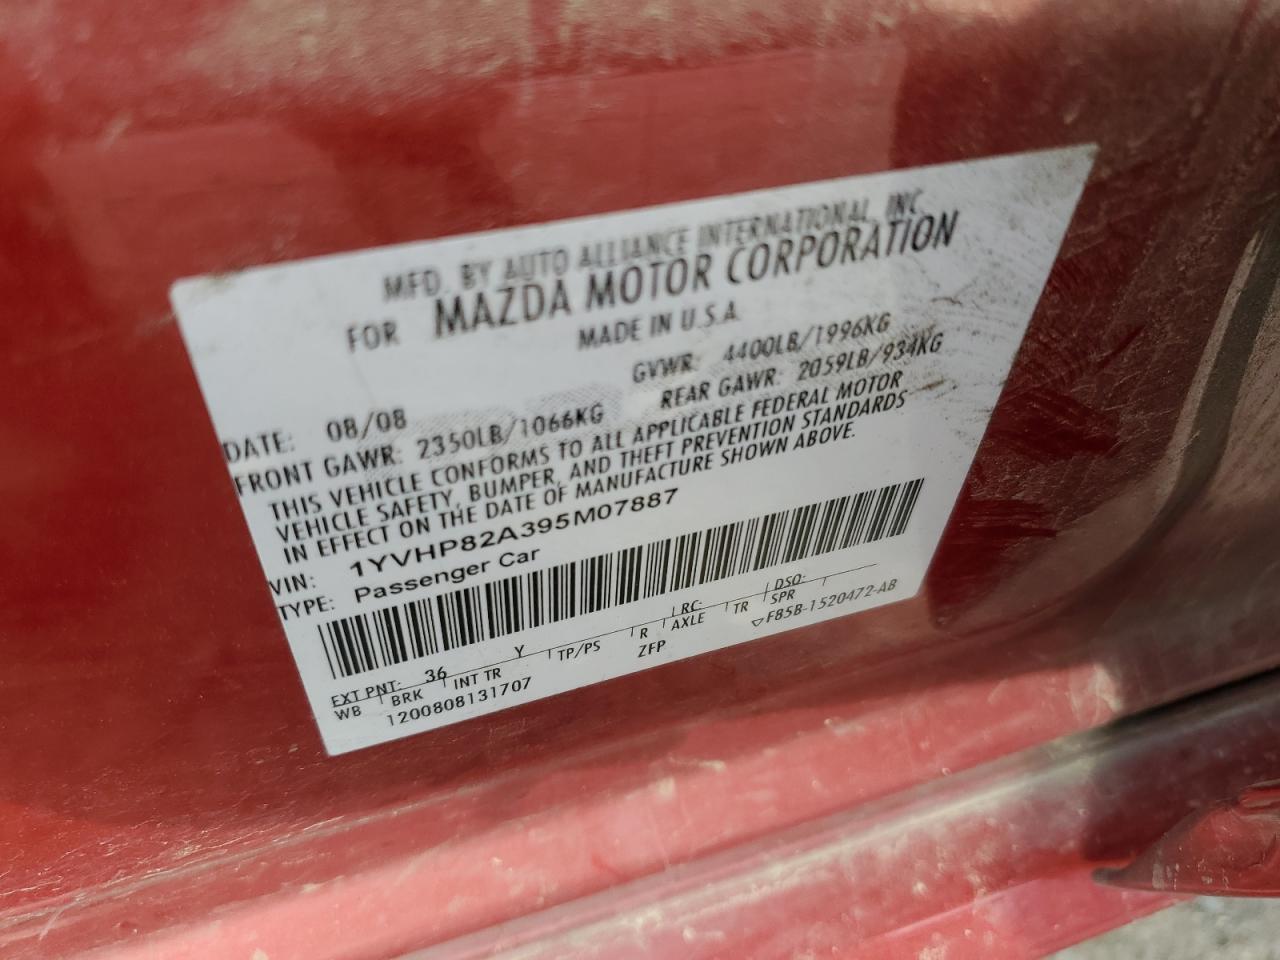 MFD. BY AUTO ALLIANCE INTERNATIONAL, INC
FOR MAZDA MOTOR CORPORATION
MADE IN U.S.A
DATE: 08/08 GVWR: 4400LB/1996KG
FRONT GAWR: 2350LB/1066KG REAR GAWR: 2059LB/934KG
THIS VEHICLE CONFORMS TO ALL APPLICABLE FEDERAL MOTOR
VEHICLE SAFETY, BUMPER, AND THEFT PREVENTION STANDARDS
IN EFFECT ON THE DATE OF MANUFACTURE SHOWN ABOVE.
VIN: 1YVHP82A395M07887
TYPE: Passenger Car
EXT PNT: 36 Y RC: DSO:
WB BRK INT TR TP/PS R AXLE TR SPR
1200808131707 ZFP ▽F85B-1520472-AB